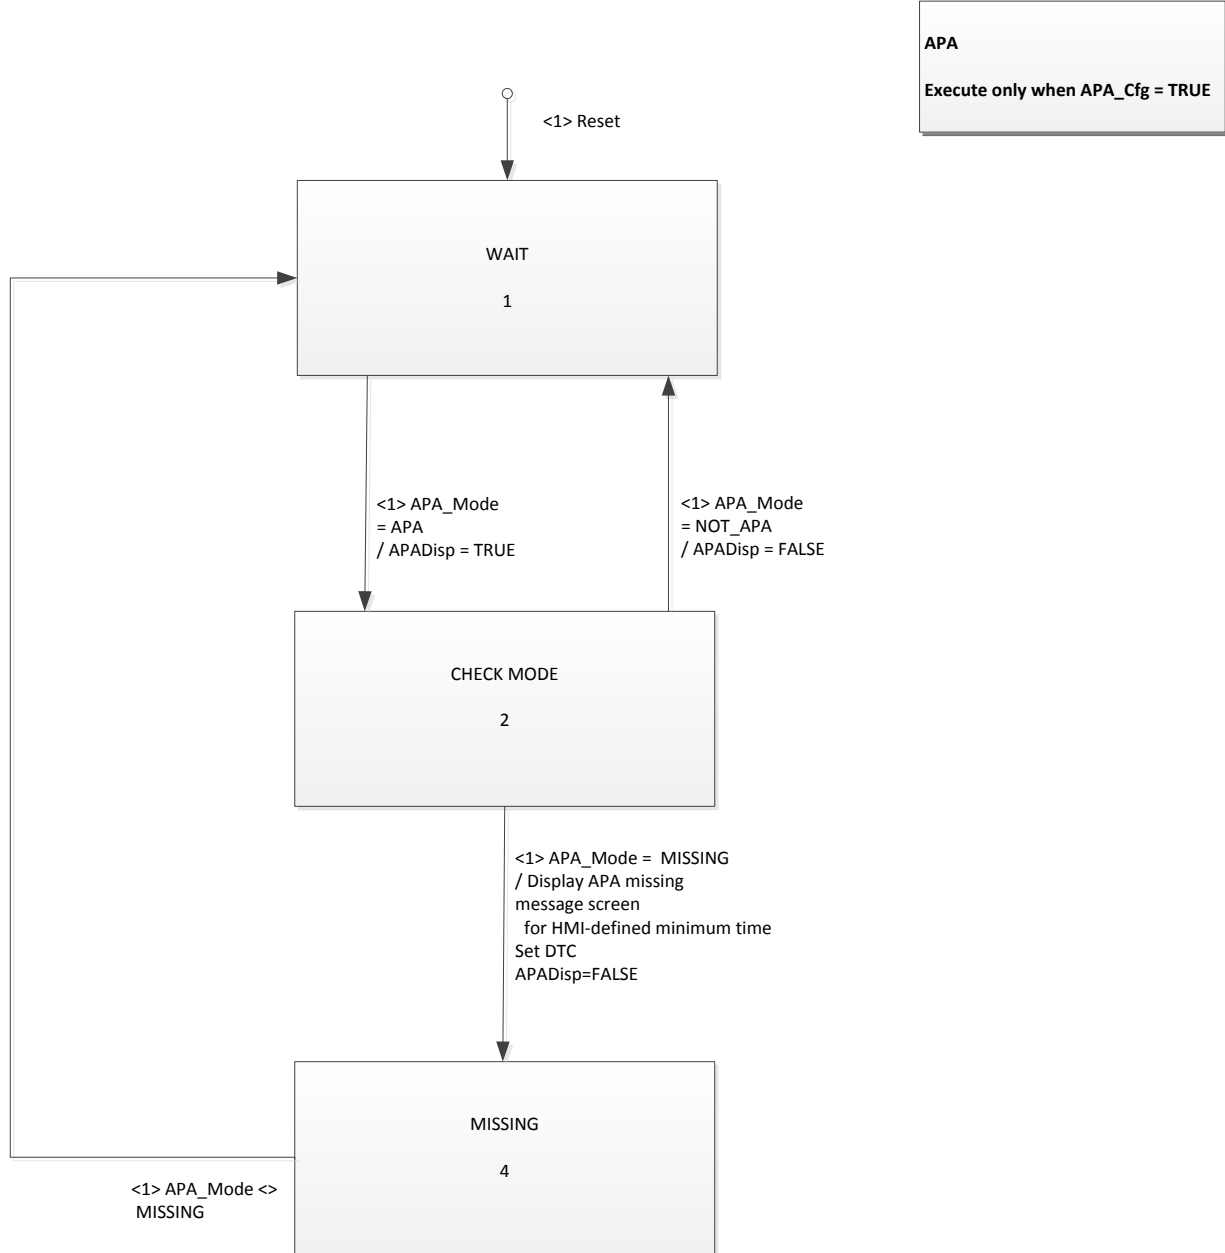 APA
Execute only when APA_Cfg = TRUE
<1> Reset
WAIT
1
<1> APA_Mode
= APA
/ APADisp = TRUE
<1> APA_Mode
= NOT_APA
/ APADisp = FALSE
CHECK MODE
2
<1> APA_Mode =  MISSING
/ Display APA missing
message screen
for HMI-defined minimum time
Set DTC
APADisp=FALSE
MISSING
4
<1> APA_Mode <>
MISSING